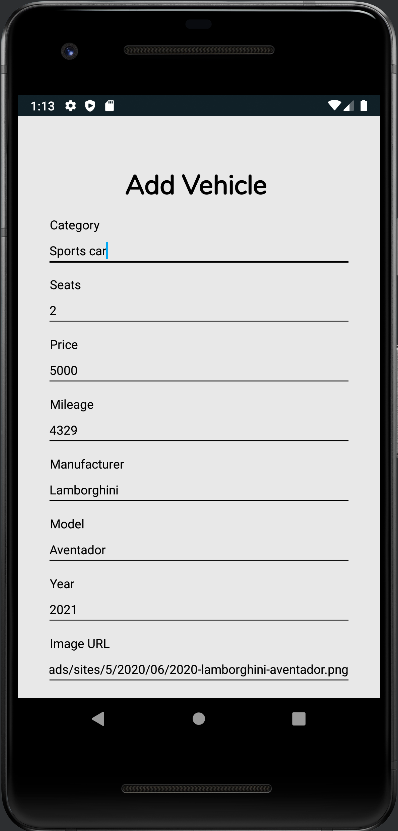 1:13
Add Vehicle
Category
Sports car
Seats
2
Price
5000
Mileage
4329
Manufacturer
Lamborghini
Model
Aventador
Year
2021
Image URL
ads/sites/5/2020/06/2020-lamborghini-aventador.png